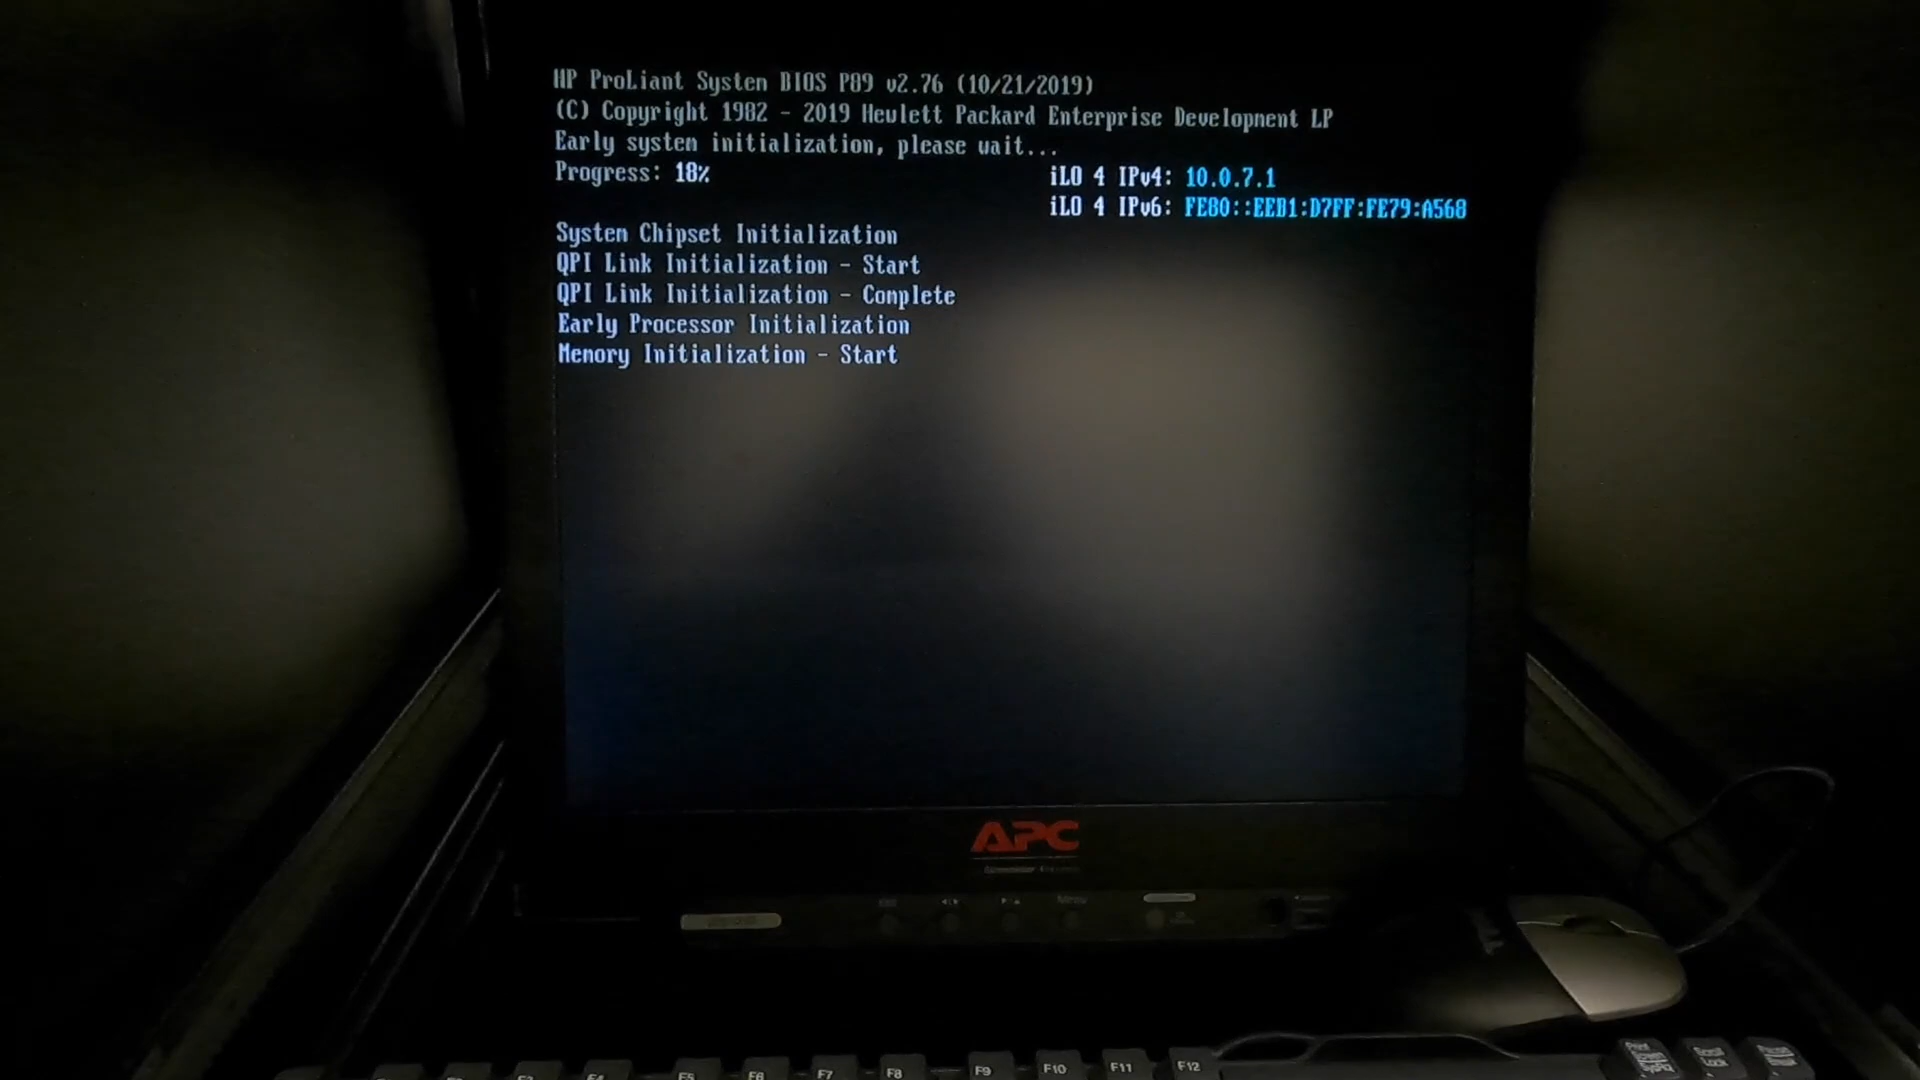 HP ProLiant System BIOS P89 v2.76 (10/21/2019)
(C) Copyright 1982 - 2019 Hewlett Packard Enterprise Development LP
Early system initialization, please wait...
Progress: 18%
iLO 4 IPv4: 10.0.7.1
iLO 4 IPv6: FE80::EEB1:D7FF:FE79:A568
System Chipset Initialization
QPI Link Initialization - Start
QPI Link Initialization - Complete
Early Processor Initialization
Memory Initialization - Start
APC
Menu
F5
F6
F7
F8
F9
F10
F11
F12